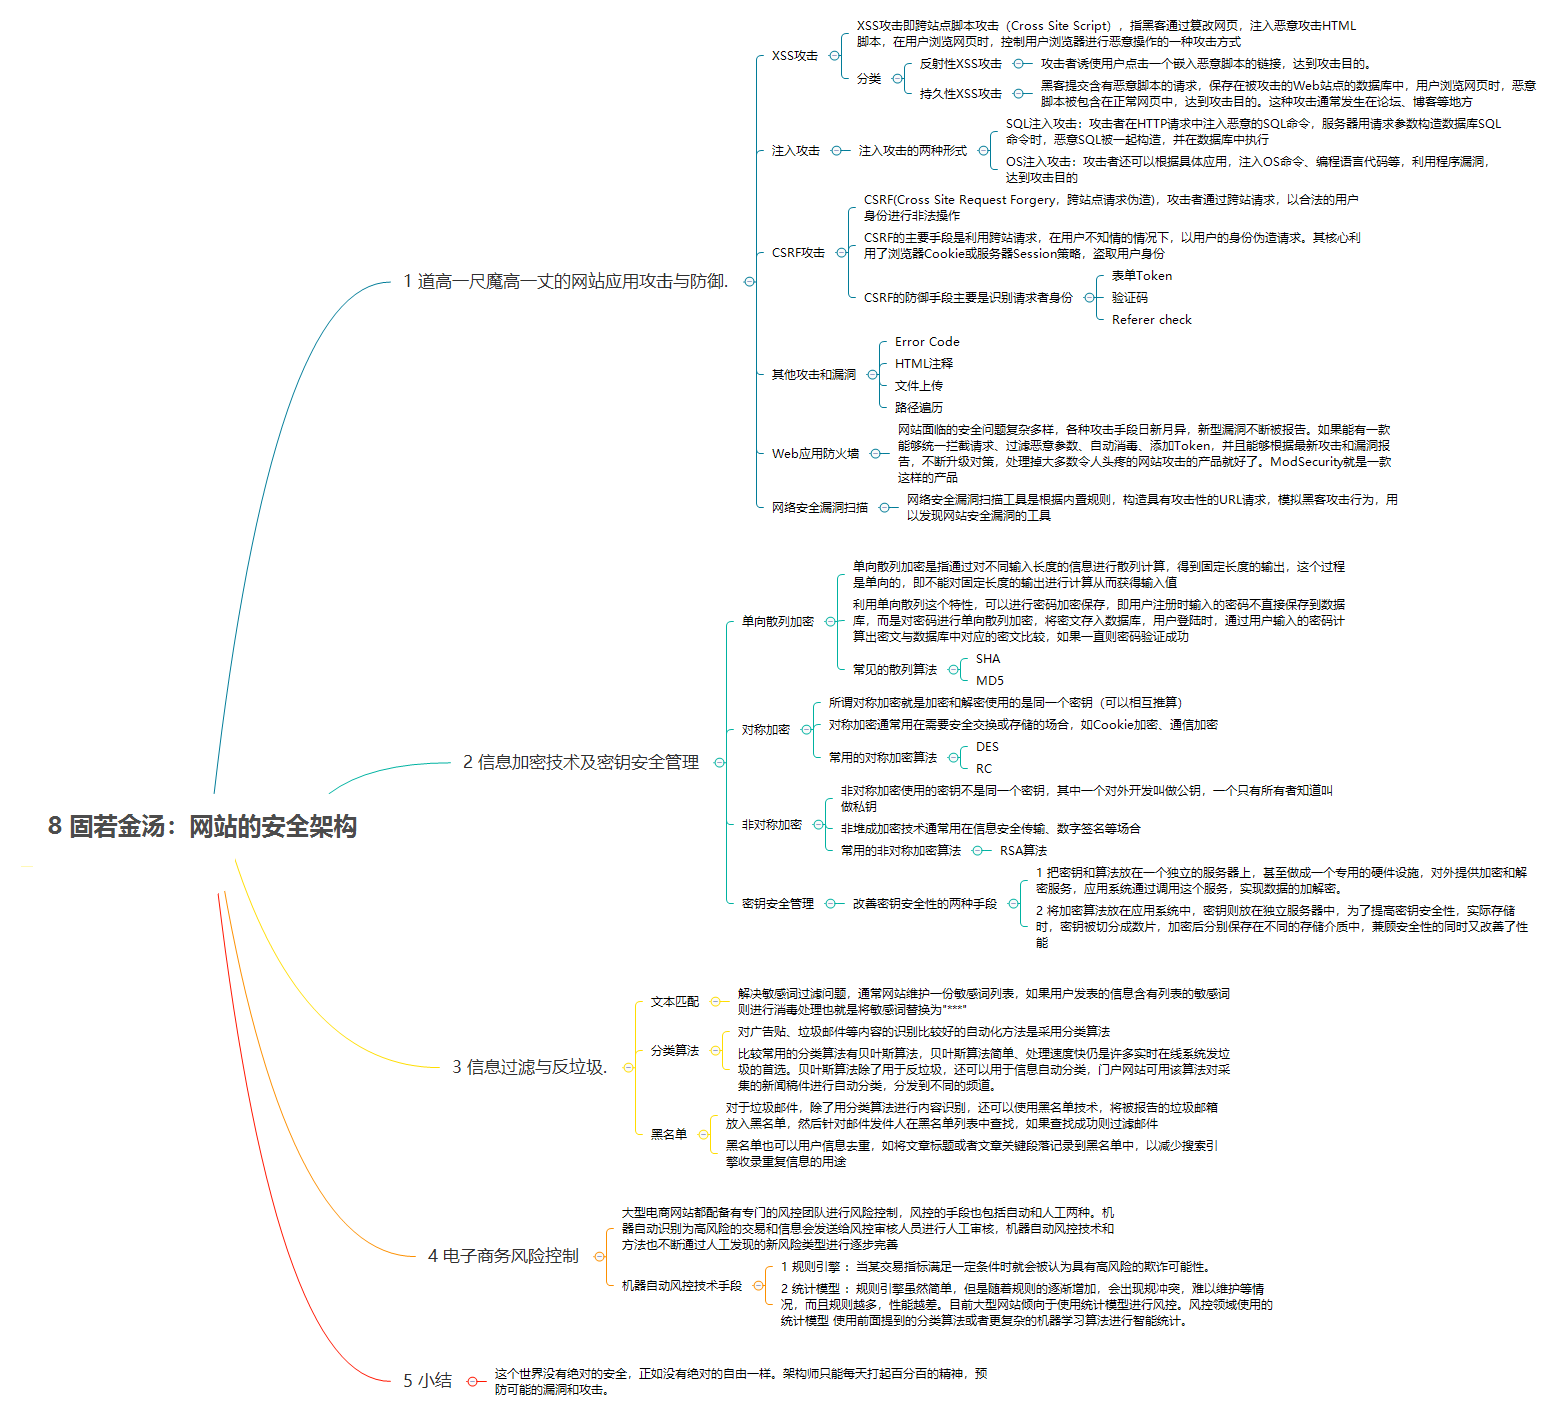 8 固若金汤：网站的安全架构
1 道高一尺魔高一丈的网站应用攻击与防御.
XSS攻击
XSS攻击即跨站点脚本攻击（Cross Site Script），指黑客通过篡改网页，注入恶意攻击HTML
脚本，在用户浏览网页时，控制用户浏览器进行恶意操作的一种攻击方式
分类
反射性XSS攻击
攻击者诱使用户点击一个嵌入恶意脚本的链接，达到攻击目的。
持久性XSS攻击
黑客提交含有恶意脚本的请求，保存在被攻击的Web站点的数据库中，用户浏览网页时，恶意
脚本被包含在正常网页中，达到攻击目的。这种攻击通常发生在论坛、博客等地方
注入攻击
注入攻击的两种形式
SQL注入攻击：攻击者在HTTP请求中注入恶意的SQL命令，服务器用请求参数构造数据库SQL
命令时，恶意SQL被一起构造，并在数据库中执行
OS注入攻击：攻击者还可以根据具体应用，注入OS命令、编程语言代码等，利用程序漏洞，
达到攻击目的
CSRF攻击
CSRF(Cross Site Request Forgery，跨站点请求伪造)，攻击者通过跨站请求，以合法的用户
身份进行非法操作
CSRF的主要手段是利用跨站请求，在用户不知情的情况下，以用户的身份伪造请求。其核心利
用了浏览器Cookie或服务器Session策略，盗取用户身份
CSRF的防御手段主要是识别请求者身份
表单Token
验证码
Referer check
其他攻击和漏洞
Error Code
HTML注释
文件上传
路径遍历
Web应用防火墙
网站面临的安全问题复杂多样，各种攻击手段日新月异，新型漏洞不断被报告。如果能有一款
能够统一拦截请求、过滤恶意参数、自动消毒、添加Token，并且能够根据最新攻击和漏洞报
告，不断升级对策，处理掉大多数令人头疼的网站攻击的产品就好了。ModSecurity就是一款
这样的产品
网络安全漏洞扫描
网络安全漏洞扫描工具是根据内置规则，构造具有攻击性的URL请求，模拟黑客攻击行为，用
以发现网站安全漏洞的工具
2 信息加密技术及密钥安全管理
单向散列加密
单向散列加密是指通过对不同输入长度的信息进行散列计算，得到固定长度的输出，这个过程
是单向的，即不能对固定长度的输出进行计算从而获得输入值
利用单向散列这个特性，可以进行密码加密保存，即用户注册时输入的密码不直接保存到数据
库，而是对密码进行单向散列加密，将密文存入数据库，用户登陆时，通过用户输入的密码计
算出密文与数据库中对应的密文比较，如果一直则密码验证成功
常见的散列算法
SHA
MD5
对称加密
所谓对称加密就是加密和解密使用的是同一个密钥（可以相互推算）
对称加密通常用在需要安全交换或存储的场合，如Cookie加密、通信加密
常用的对称加密算法
DES
RC
非对称加密
非对称加密使用的密钥不是同一个密钥，其中一个对外开发叫做公钥，一个只有所有者知道叫
做私钥
非堆成加密技术通常用在信息安全传输、数字签名等场合
常用的非对称加密算法
RSA算法
密钥安全管理
改善密钥安全性的两种手段
1 把密钥和算法放在一个独立的服务器上，甚至做成一个专用的硬件设施，对外提供加密和解
密服务，应用系统通过调用这个服务，实现数据的加解密。
2 将加密算法放在应用系统中，密钥则放在独立服务器中，为了提高密钥安全性，实际存储
时，密钥被切分成数片，加密后分别保存在不同的存储介质中，兼顾安全性的同时又改善了性
能
3 信息过滤与反垃圾.
文本匹配
解决敏感词过滤问题，通常网站维护一份敏感词列表，如果用户发表的信息含有列表的敏感词
则进行消毒处理也就是将敏感词替换为"***"
分类算法
对广告贴、垃圾邮件等内容的识别比较好的自动化方法是采用分类算法
比较常用的分类算法有贝叶斯算法，贝叶斯算法简单、处理速度快仍是许多实时在线系统发垃
圾的首选。贝叶斯算法除了用于反垃圾，还可以用于信息自动分类，门户网站可用该算法对采
集的新闻稿件进行自动分类，分发到不同的频道。
黑名单
对于垃圾邮件，除了用分类算法进行内容识别，还可以使用黑名单技术，将被报告的垃圾邮箱
放入黑名单，然后针对邮件发件人在黑名单列表中查找，如果查找成功则过滤邮件
黑名单也可以用户信息去重，如将文章标题或者文章关键段落记录到黑名单中，以减少搜索引
擎收录重复信息的用途
4 电子商务风险控制
大型电商网站都配备有专门的风控团队进行风险控制，风控的手段也包括自动和人工两种。机
器自动识别为高风险的交易和信息会发送给风控审核人员进行人工审核，机器自动风控技术和
方法也不断通过人工发现的新风险类型进行逐步完善
机器自动风控技术手段
1 规则引擎： 当某交易指标满足一定条件时就会被认为具有高风险的欺诈可能性。
2 统计模型： 规则引擎虽然简单，但是随着规则的逐渐增加，会出现规冲突，难以维护等情
况，而且规则越多，性能越差。目前大型网站倾向于使用统计模型进行风控。风控领域使用的
统计模型 使用前面提到的分类算法或者更复杂的机器学习算法进行智能统计。
5 小结
这个世界没有绝对的安全，正如没有绝对的自由一样。架构师只能每天打起百分百的精神，预
防可能的漏洞和攻击。